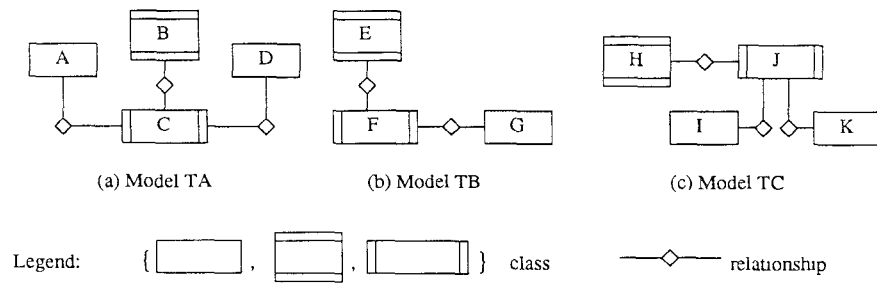 A
B
D
C
E
F
G
H
J
I
K
(a) Model TA
(b) Model TB
(c) Model TC
Legend: { , , } class
relationship